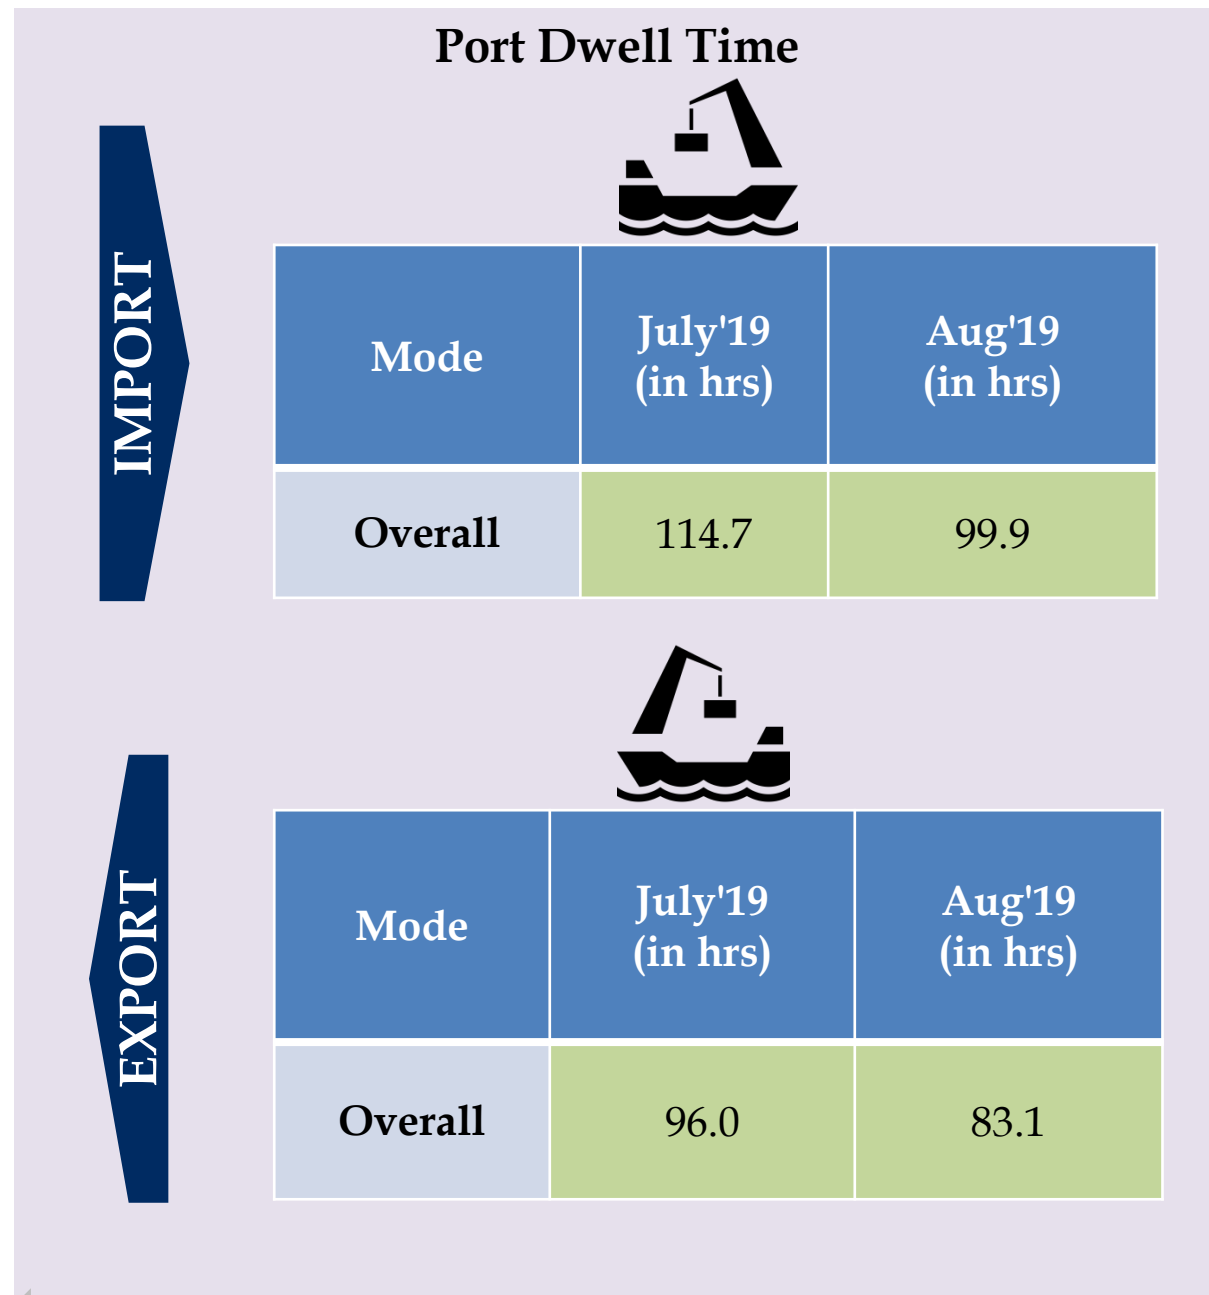 Port Dwell Time
IMPORT
Mode
July'19
(in hrs)
Aug'19
(in hrs)
Overall
114.7
99.9
EXPORT
Mode
July'19
(in hrs)
Aug'19
(in hrs)
Overall
96.0
83.1